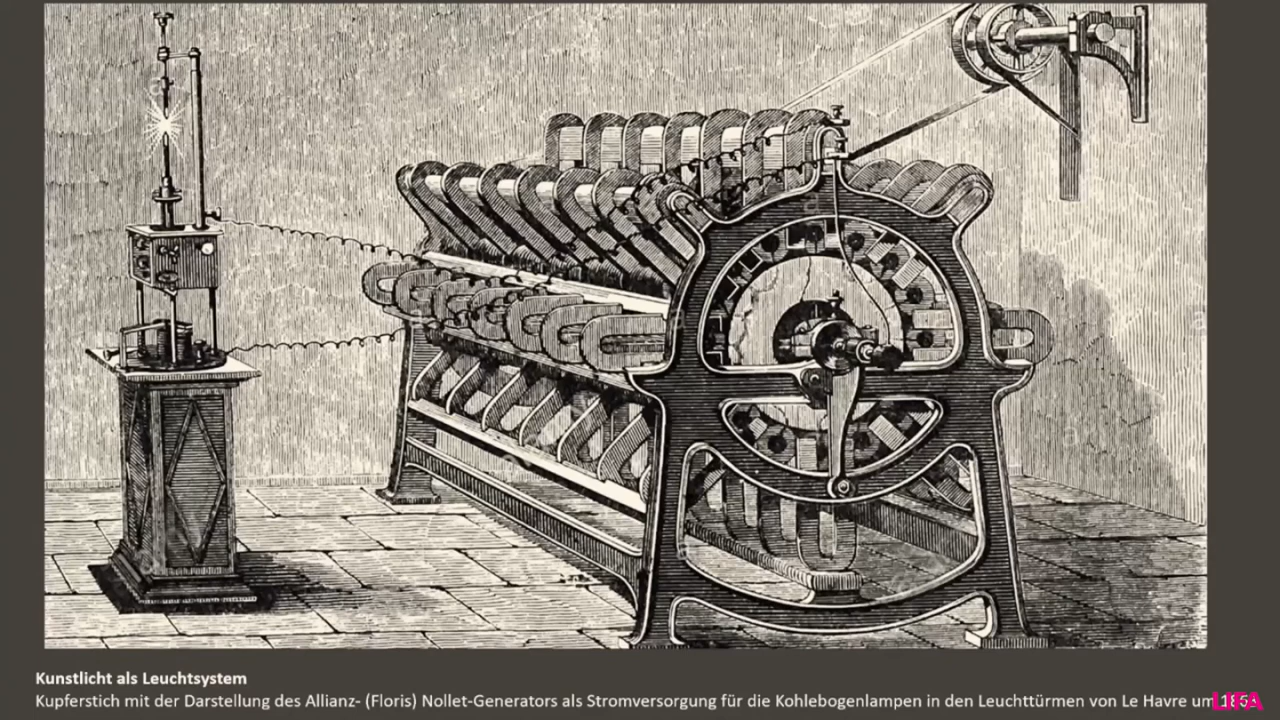 Kunstlicht als Leuchtsystem
Kupferstich mit der Darstellung des Allianz- (Floris) Nollet-Generators als Stromversorgung für die Kohlebogenlampen in den Leuchttürmen von Le Havre um
LIFA